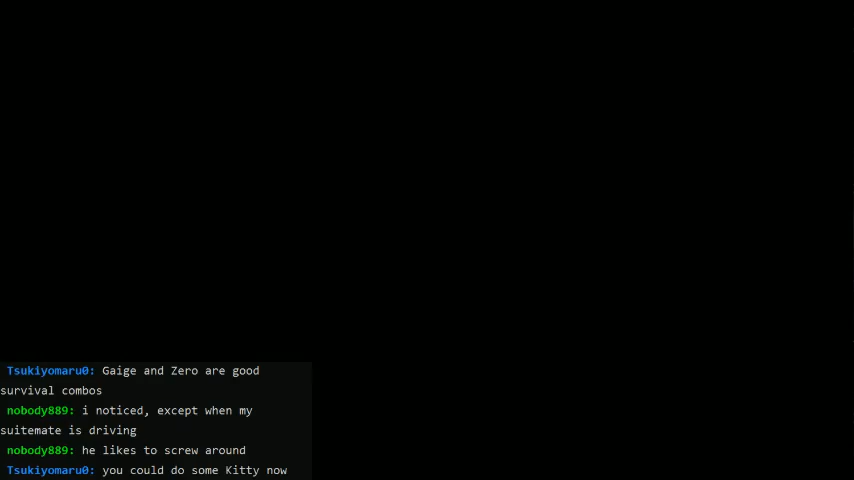 Tsukiyomaru0: Gaige and Zero are good
survival combos
nobody889: i noticed, except when my
suitemate is driving
nobody889: he likes to screw around
Tsukiyomaru0: you could do some Kitty now